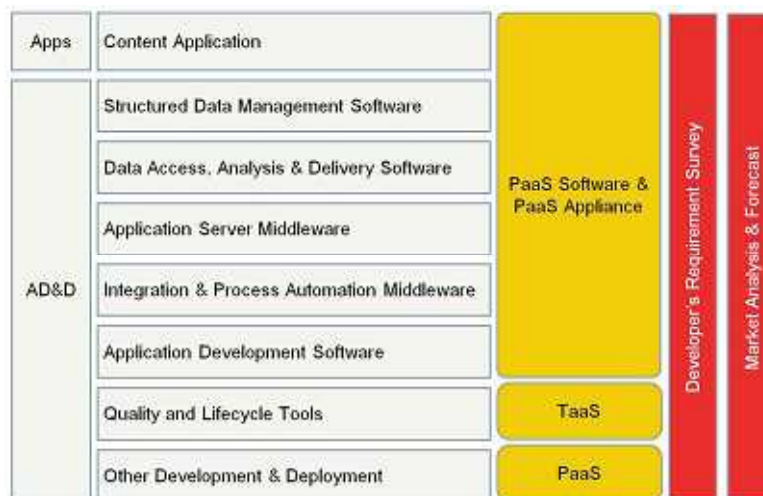 Apps
Content Application
Structured Data Management Software
Data Access, Analysis & Delivery Software
Application Server Middleware
AD&D
Integration & Process Automation Middleware
Application Development Software
Quality and Lifecycle Tools
Other Development & Deployment
PaaS Software &
PaaS Appliance
TaaS
PaaS
Developer's Requirement Survey
Market Analysis & Forecast